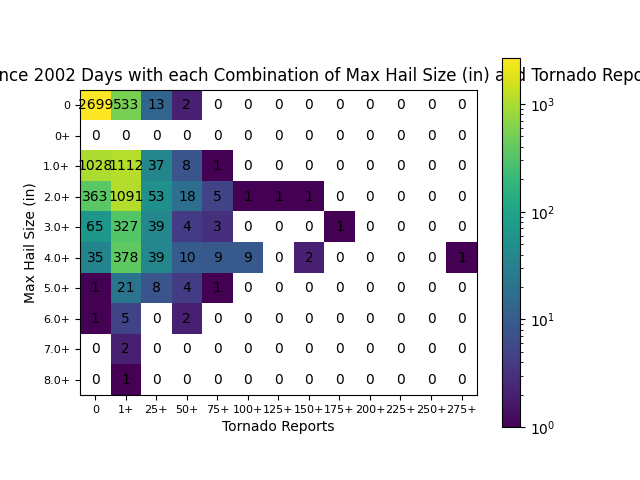 nce 2002 Days with each Combination of Max Hail Size (in) and Tornado Repo
0 2699 533 13 2 0 0 0 0 0 0 0 0 0
0+ 0 0 0 0 0 0 0 0 0 0 0 0 0
1.0+ 1028 1112 37 8 1 0 0 0 0 0 0 0 0
2.0+ 363 1091 53 18 5 1 1 1 0 0 0 0 0
3.0+ 65 327 39 4 3 0 0 0 1 0 0 0 0
4.0+ 35 378 39 10 9 9 0 2 0 0 0 0 1
5.0+ 1 21 8 4 1 0 0 0 0 0 0 0 0
6.0+ 1 5 0 2 0 0 0 0 0 0 0 0 0
7.0+ 0 2 0 0 0 0 0 0 0 0 0 0 0
8.0+ 0 1 0 0 0 0 0 0 0 0 0 0 0
0 1+ 25+ 50+ 75+ 100+ 125+ 150+ 175+ 200+ 225+ 250+ 275+
Tornado Reports
Max Hail Size (in)
10³
10²
10¹
10⁰